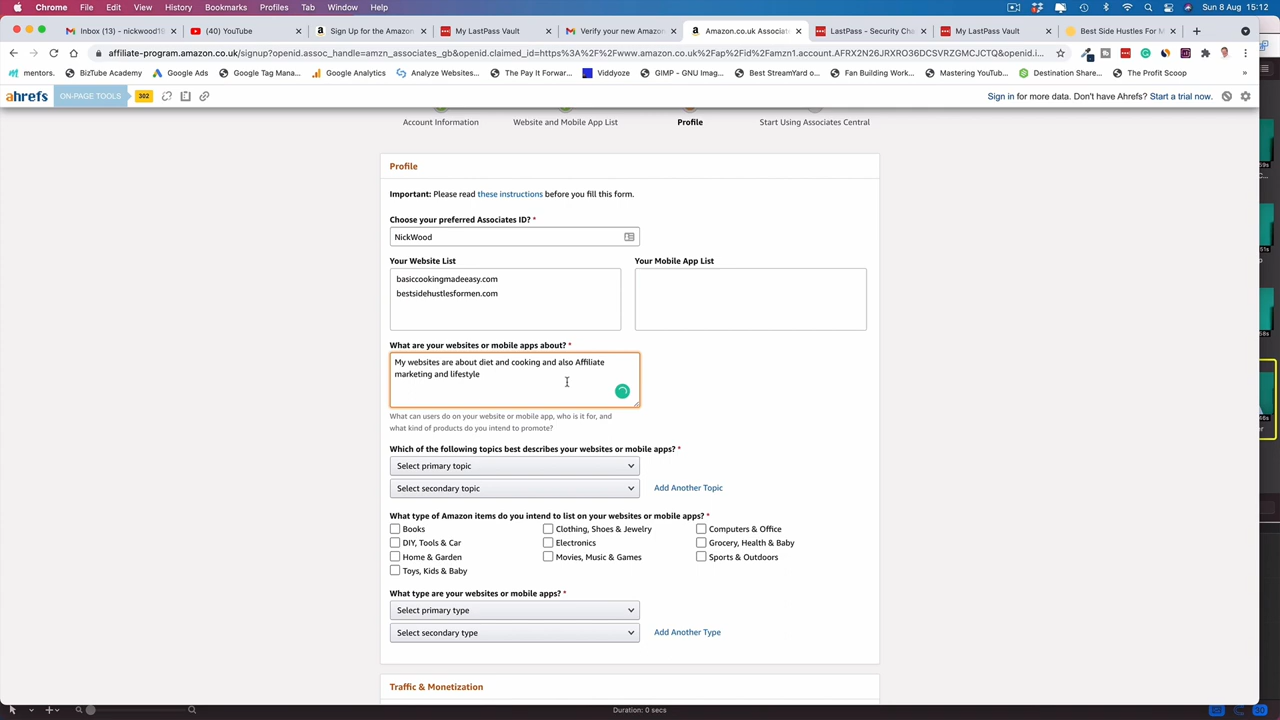 Chrome File Edit View History Bookmarks Profiles Tab Window Help Sun 8 Aug 15:12
Inbox (13) - nickwood19 (40) YouTube Sign Up for the Amazon My LastPass Vault Verify your new Amazon Amazon.co.uk Associate LastPass - Security Cha My LastPass Vault Best Side Hustles For M
affiliate-program.amazon.co.uk/signup?openid.assoc_handle=amzn_associates_gb&openid.claimed_id=https%3A%2F%2Fwww.amazon.co.uk%2Fap%2Fid%2Famzn1.account.AFRX2N26JRXRO36DCSVRZGMCJCTQ&openid.i...
mentors. BizTube Academy Google Ads Google Tag Mana... Google Analytics Analyze Websites... The Pay It Forwar... Viddyoze GIMP - GNU Imag... Best StreamYard o... Fan Building Work... Mastering YouTub... Destination Share... The Profit Scoop »
ahrefs ON-PAGE TOOLS 302 Sign in for more data. Don't have Ahrefs? Start a trial now.
Account Information Website and Mobile App List Profile Start Using Associates Central
Profile
Important: Please read these instructions before you fill this form.
Choose your preferred Associates ID? *
NickWood
Your Website List Your Mobile App List
basiccookingmadeeasy.com
bestsidehustlesformen.com
What are your websites or mobile apps about? *
My websites are about diet and cooking and also Affiliate
marketing and lifestyle
What can users do on your website or mobile app, who is it for, and
what kind of products do you intend to promote?
Which of the following topics best describes your websites or mobile apps? *
Select primary topic
Select secondary topic Add Another Topic
What type of Amazon items do you intend to list on your websites or mobile apps? *
Books Clothing, Shoes & Jewelry Computers & Office
DIY, Tools & Car Electronics Grocery, Health & Baby
Home & Garden Movies, Music & Games Sports & Outdoors
Toys, Kids & Baby
What type are your websites or mobile apps? *
Select primary type
Select secondary type Add Another Type
Traffic & Monetization
Duration: 0 secs